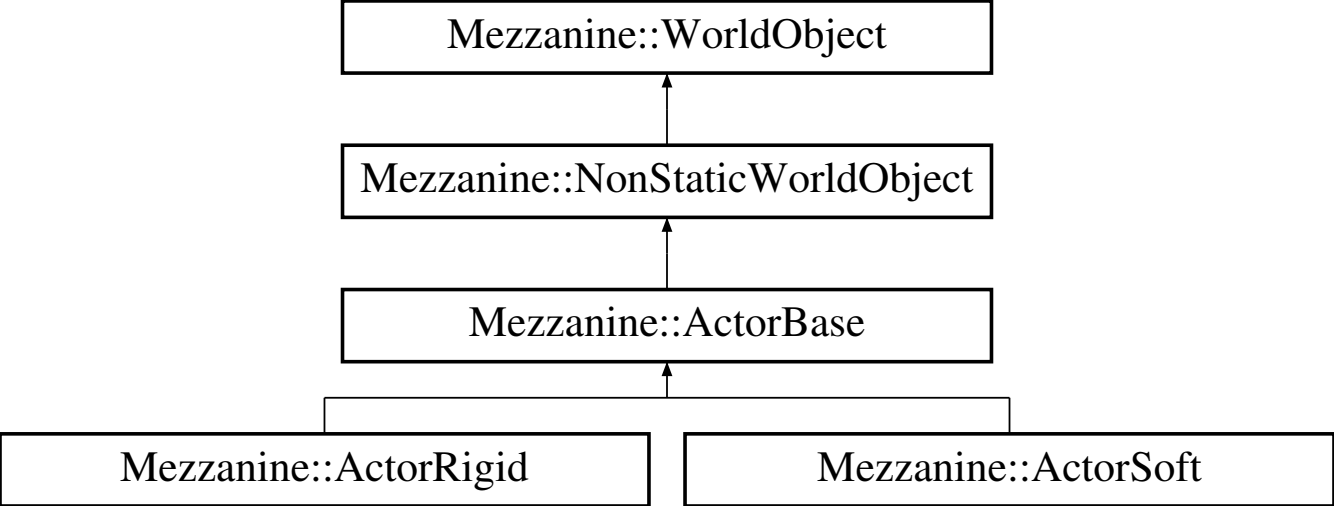 Mezzanine::WorldObject
Mezzanine::NonStaticWorldObject
Mezzanine::ActorBase
Mezzanine::ActorRigid
Mezzanine::ActorSoft